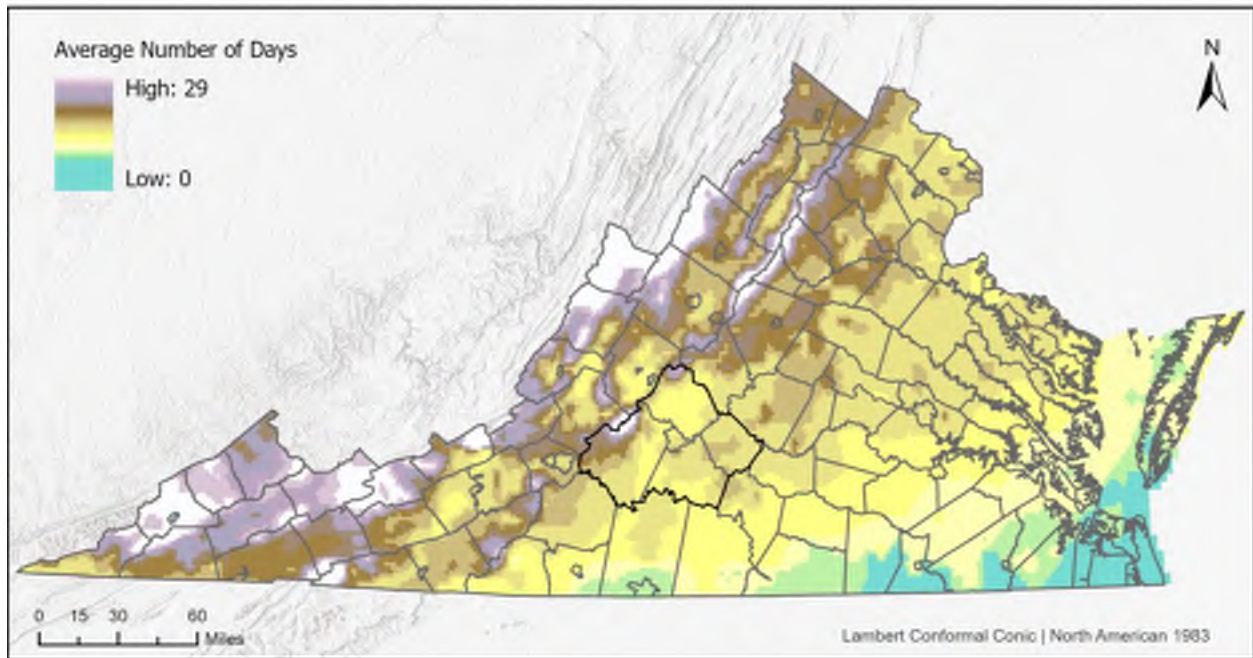 Average Number of Days
High: 29
Low: 0
N
0 15 30 60
Miles
Lambert Conformal Conic | North American 1983